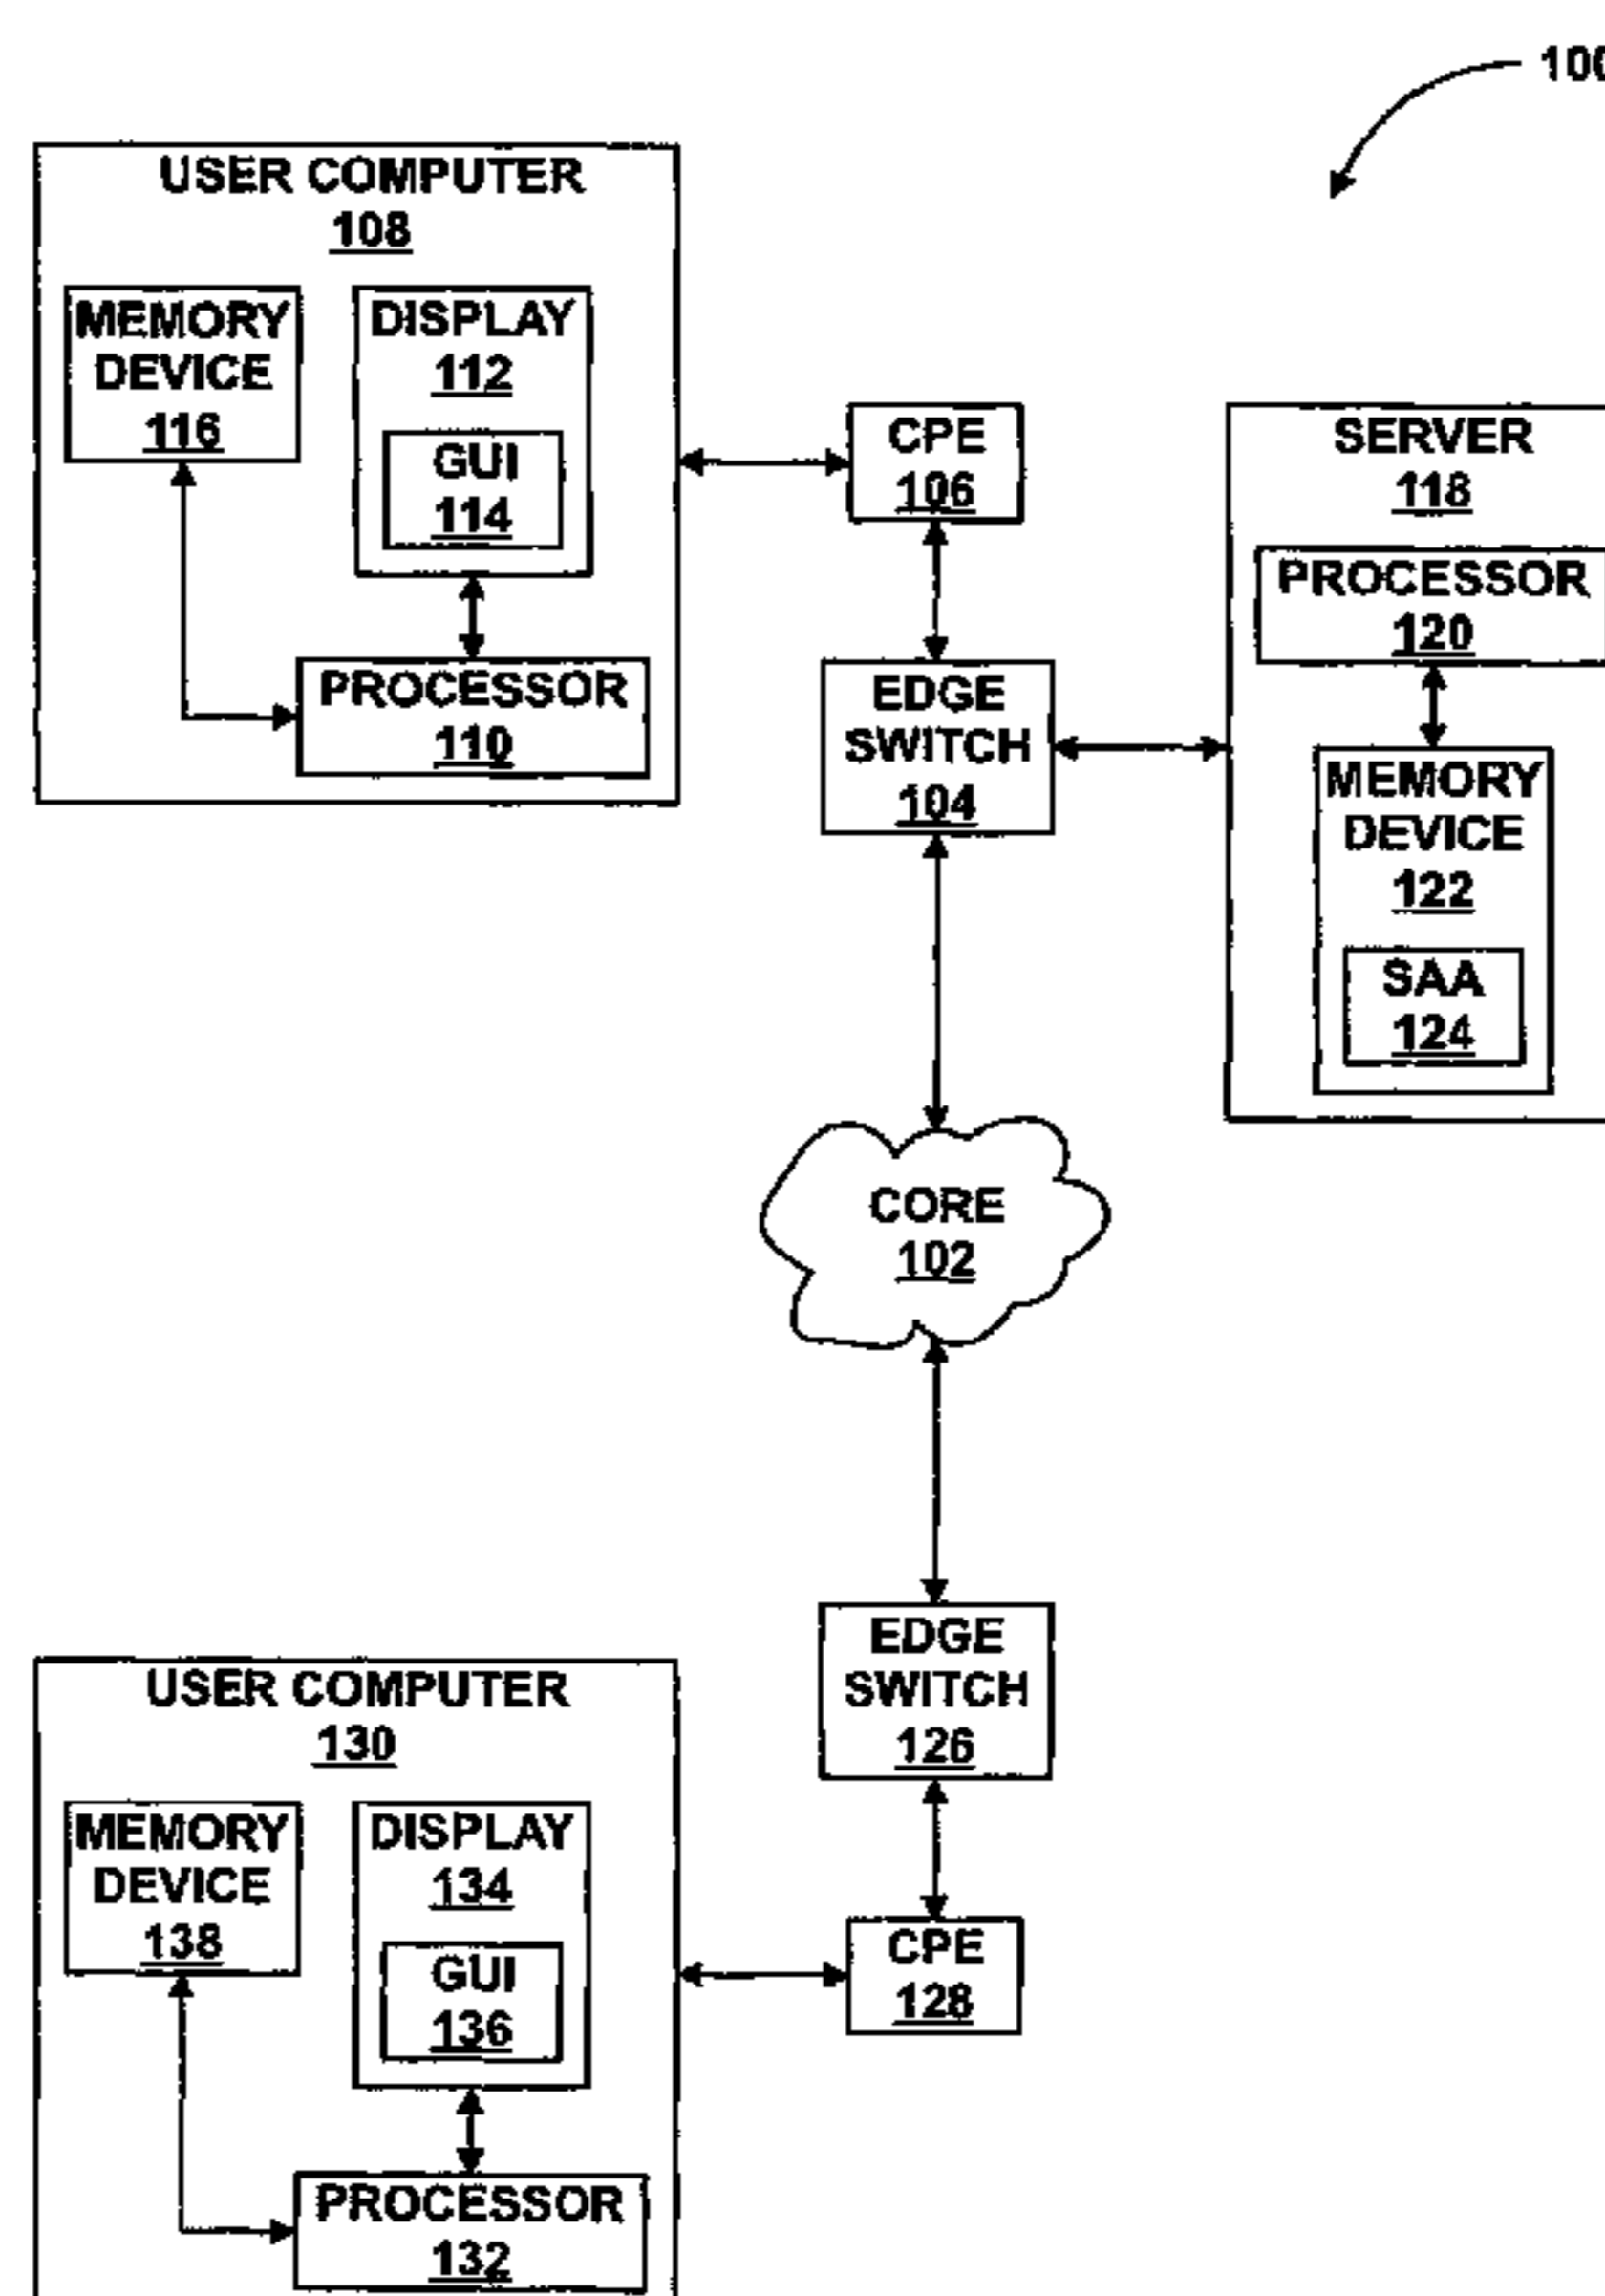 100
USER COMPUTER
108
MEMORY
DEVICE
116
DISPLAY
112
GUI
114
PROCESSOR
110
CPE
106
EDGE
SWITCH
104
SERVER
118
PROCESSOR
120
MEMORY
DEVICE
122
SAA
124
CORE
102
EDGE
SWITCH
126
CPE
128
USER COMPUTER
130
MEMORY
DEVICE
138
DISPLAY
134
GUI
136
PROCESSOR
132